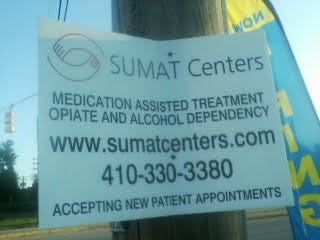 SUMAT Centers
MEDICATION ASSISTED TREATMENT
OPIATE AND ALCOHOL DEPENDENCY
www.sumatcenters.com
410-330-3380
ACCEPTING NEW PATIENT APPOINTMENTS
NOW